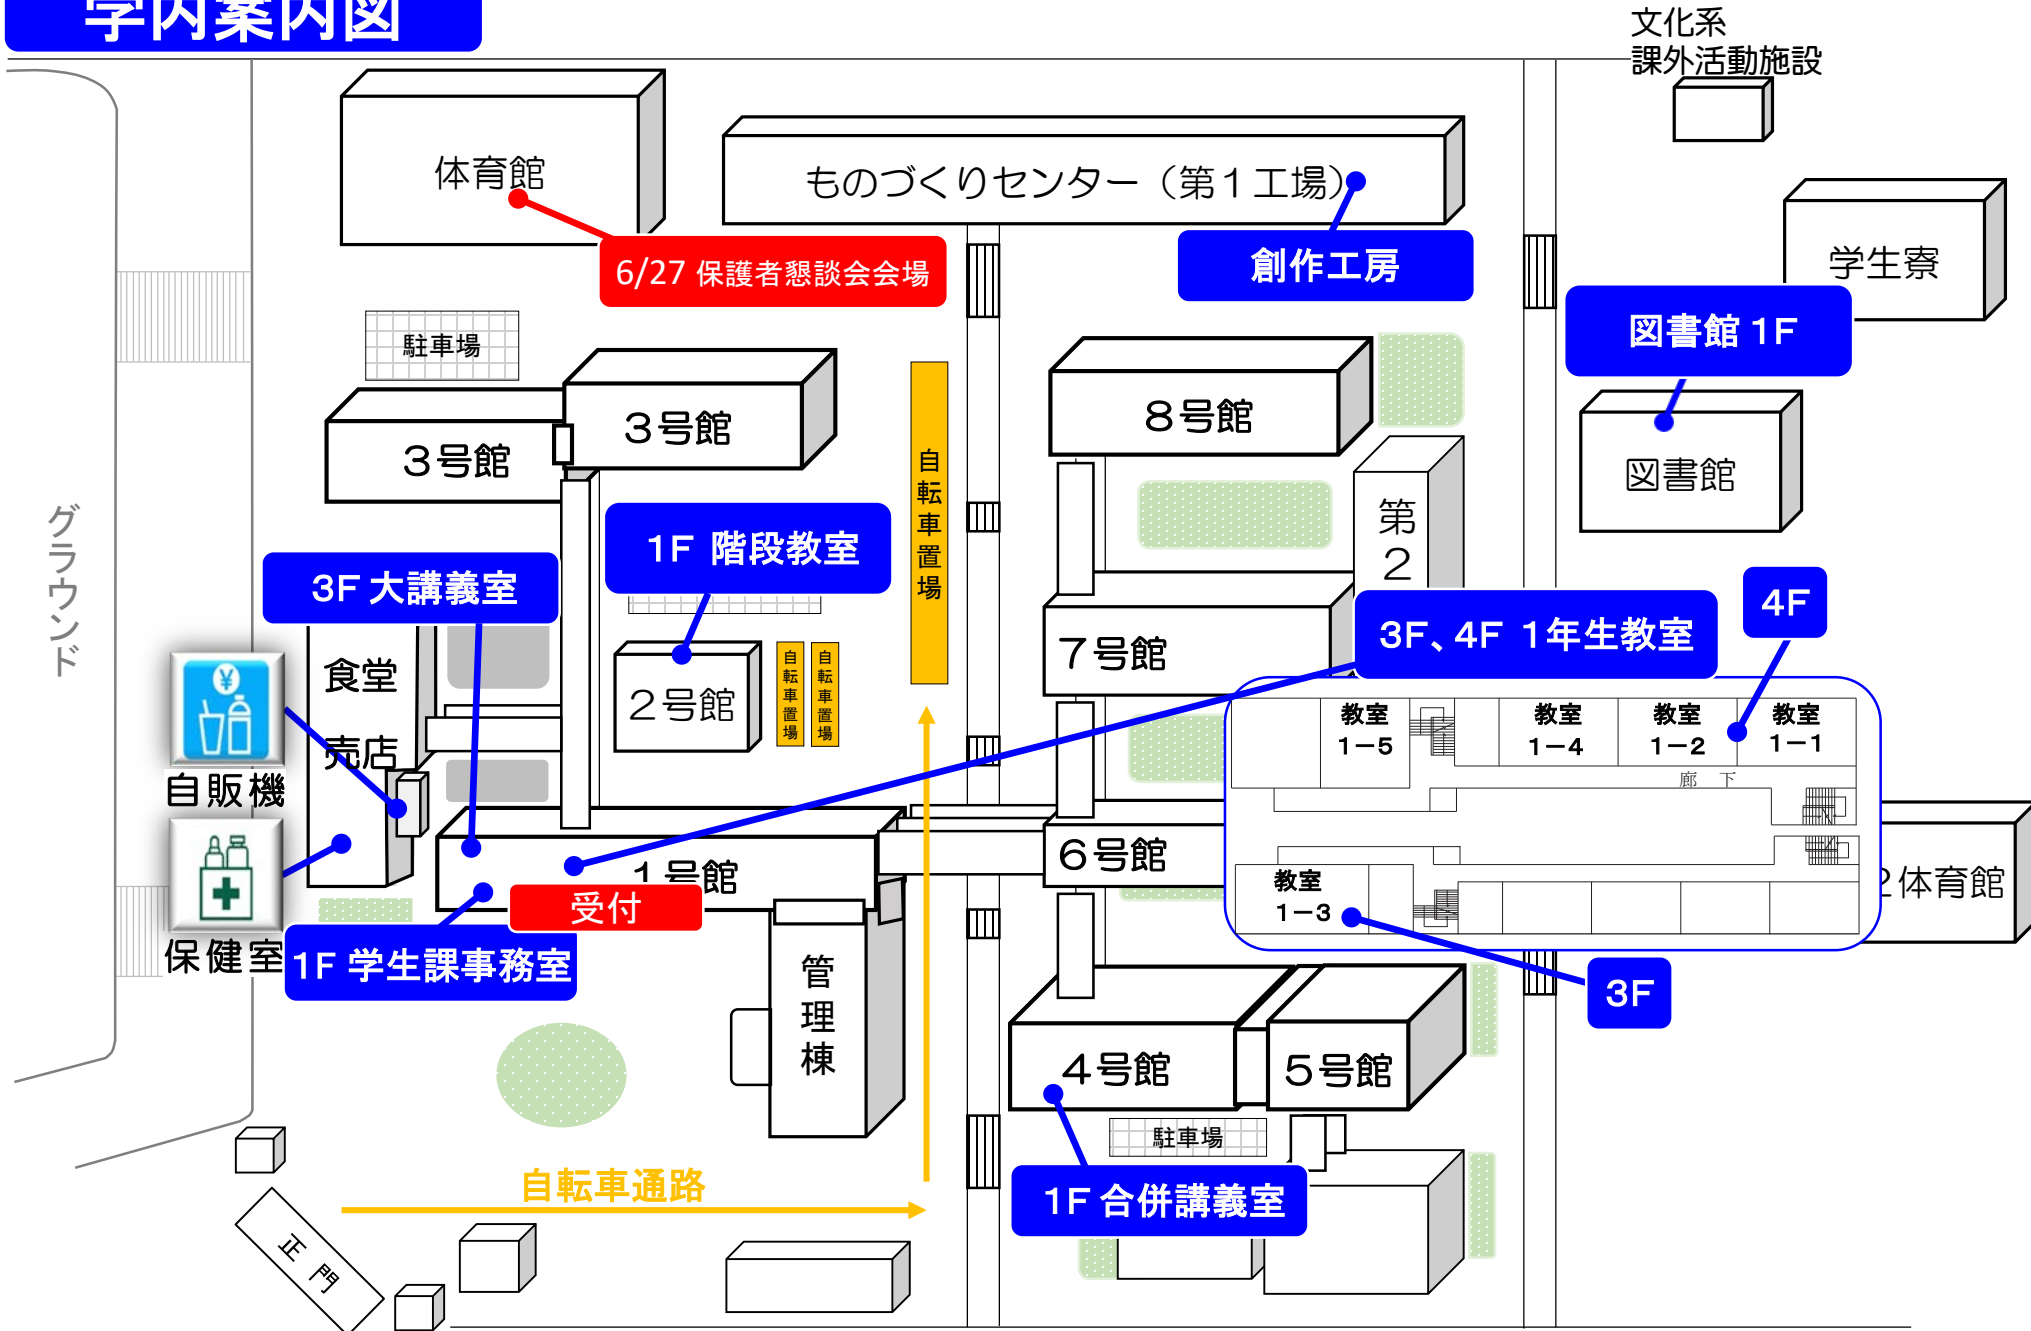 学内案内図
文化系
課外活動施設
体育館
ものづくりセンター（第１工場）
6/27 保護者懇談会会場
創作工房
学生寮
図書館 1F
駐車場
３号館
３号館
８号館
図書館
自転車置場
第２
グラウンド
1F 階段教室
3F 大講義室
4F
3F、4F 1年生教室
食堂
売店
２号館
自転車置場
自転車置場
７号館
教室
1－5
教室
1－4
教室
1－2
教室
1－1
廊 下
自販機
１号館
６号館
教室
1－3
２体育館
受付
保健室
1F 学生課事務室
管理棟
3F
４号館
５号館
駐車場
自転車通路
1F 合併講義室
正門